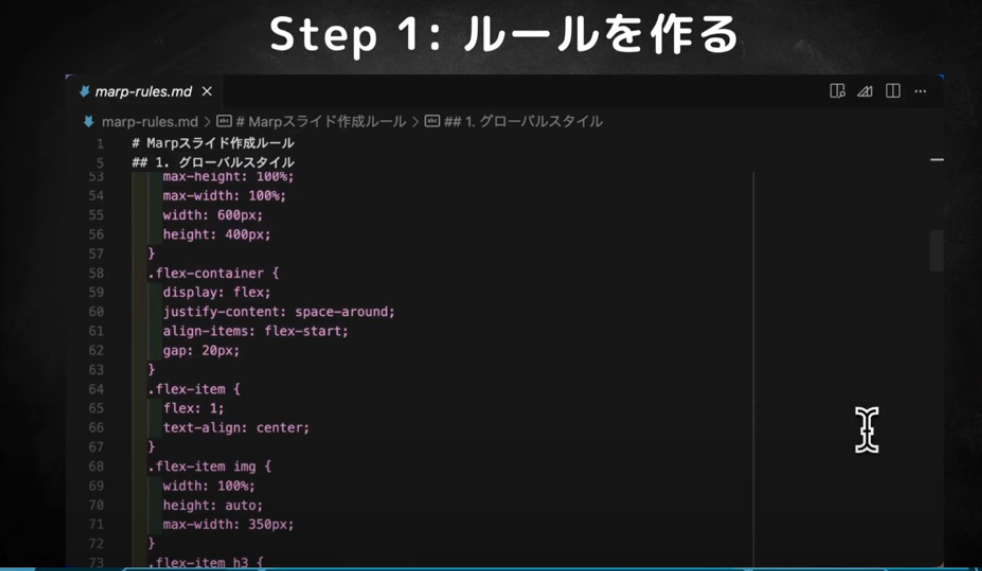 Step 1: ルールを作る
marp-rules.md
marp-rules.md > # Marpスライド作成ルール > ## 1. グローバルスタイル
1 # Marpスライド作成ルール
5 ## 1. グローバルスタイル
53 max-height: 100%;
54 max-width: 100%;
55 width: 600px;
56 height: 400px;
57 }
58 .flex-container {
59 display: flex;
60 justify-content: space-around;
61 align-items: flex-start;
62 gap: 20px;
63 }
64 .flex-item {
65 flex: 1;
66 text-align: center;
67 }
68 .flex-item img {
69 width: 100%;
70 height: auto;
71 max-width: 350px;
72 }
73 .flex-item h3 {